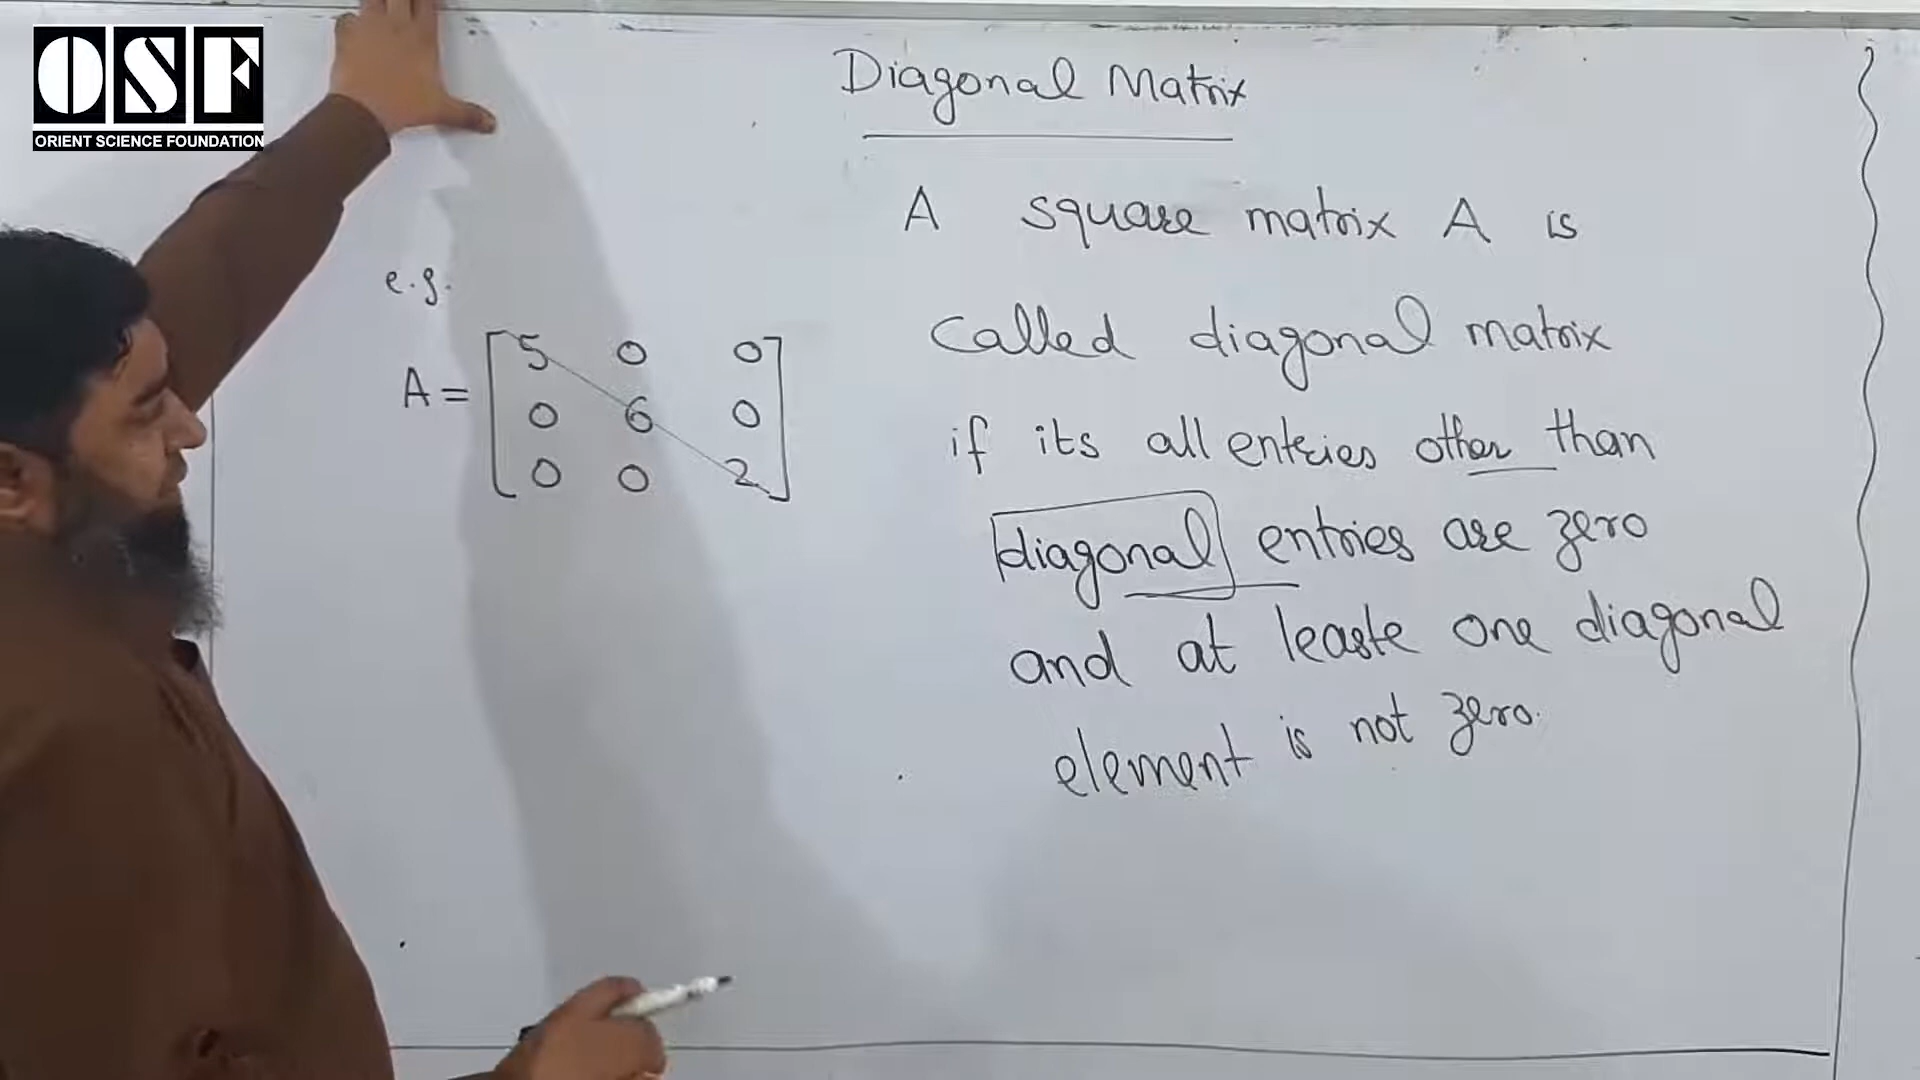 OSF
ORIENT SCIENCE FOUNDATION
Diagonal Matrix
A square matrix A is
called diagonal matrix
if its all enteries other than
diagonal entries are zero
and at leaste one diagonal
element is not zero.
e.g.
A = [5 0 0
0 6 0
0 0 2]